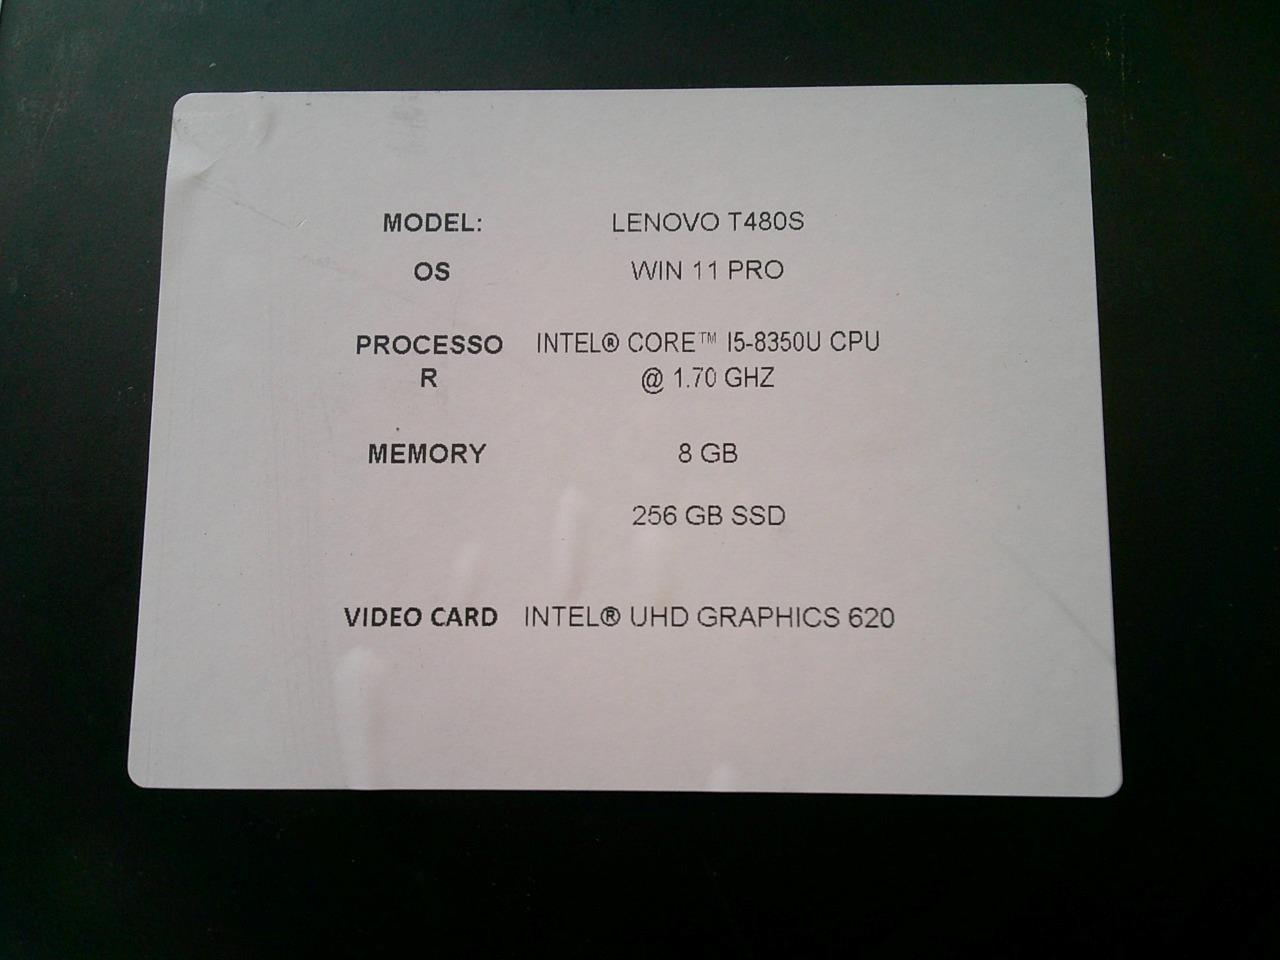 MODEL: LENOVO T480S
OS WIN 11 PRO
PROCESSO INTEL® CORE™ I5-8350U CPU
R @ 1.70 GHZ
MEMORY 8 GB
256 GB SSD
VIDEO CARD INTEL® UHD GRAPHICS 620